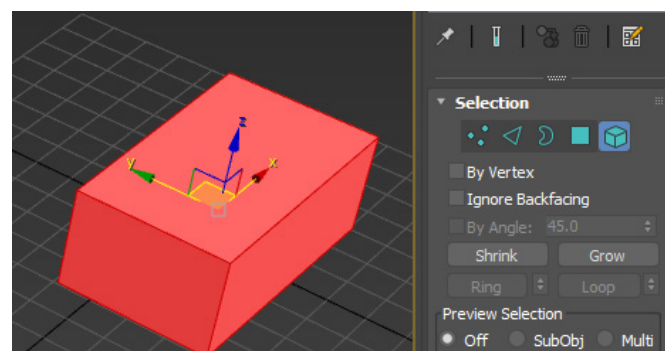 z
y
x
Selection
By Vertex
Ignore Backfacing
By Angle: 45.0
Shrink Grow
Ring Loop
Preview Selection
Off SubObj Multi